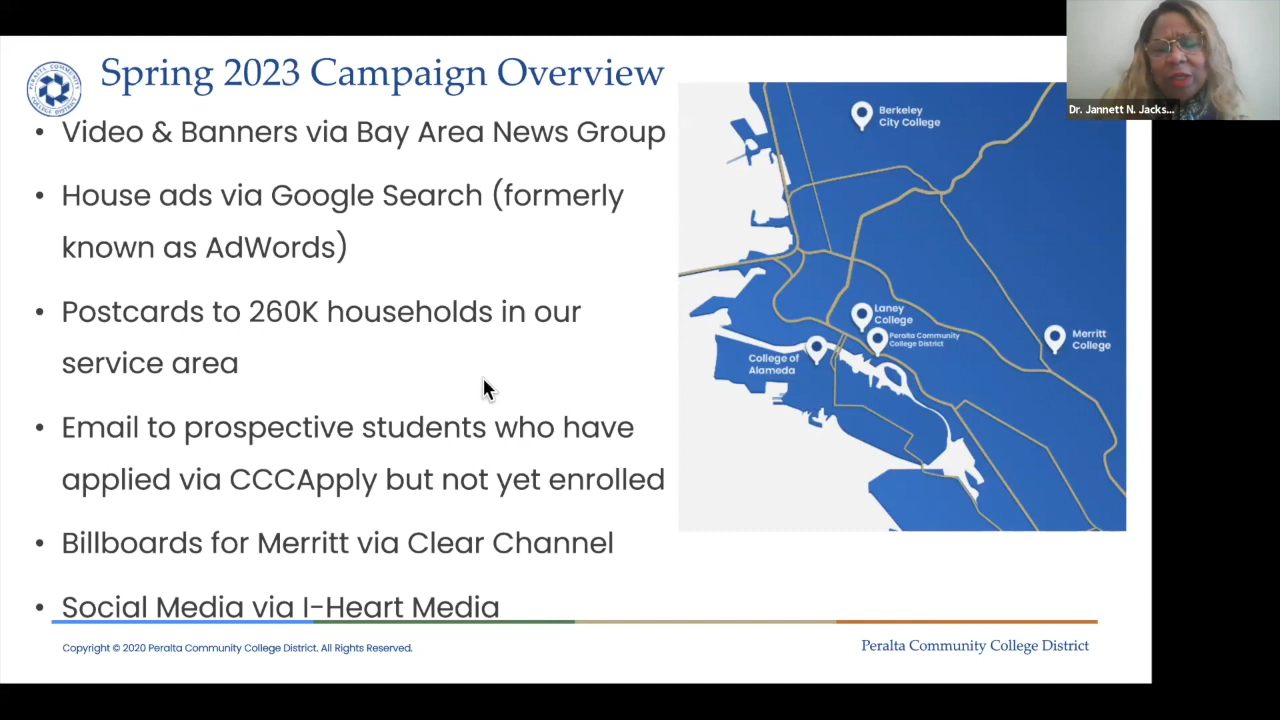 Spring 2023 Campaign Overview
• Video & Banners via Bay Area News Group
• House ads via Google Search (formerly
known as AdWords)
• Postcards to 260K households in our
service area
• Email to prospective students who have
applied via CCCApply but not yet enrolled
• Billboards for Merritt via Clear Channel
• Social Media via I-Heart Media
Berkeley
City College
Laney
College
Peralta Community
College District
Merritt
College
College of
Alameda
Dr. Jannett N. Jacks...
PERALTA COMMUNITY
COLLEGE DISTRICT
Copyright © 2020 Peralta Community College District. All Rights Reserved.
Peralta Community College District